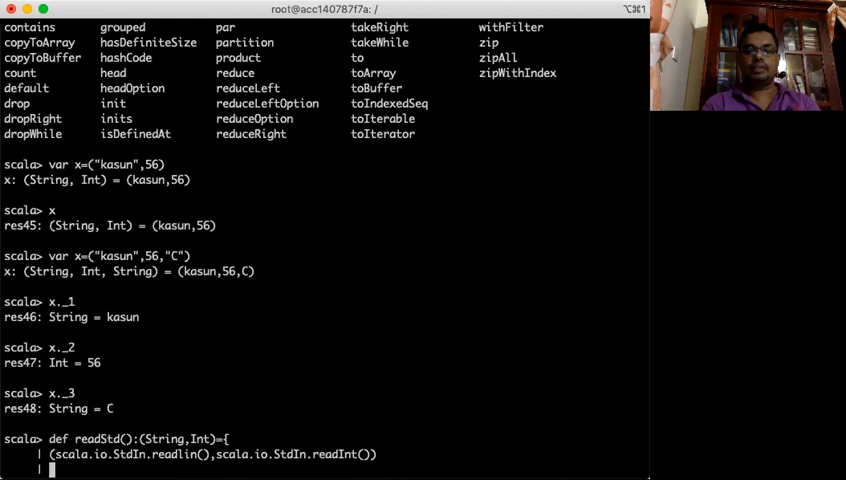 root@acc140787f7a: /
⌥⌘1
contains grouped par takeRight withFilter
copyToArray hasDefiniteSize partition takeWhile zip
copyToBuffer hashCode product to zipAll
count head reduce toArray zipWithIndex
default headOption reduceLeft toBuffer
drop init reduceLeftOption toIndexedSeq
dropRight inits reduceOption toIterable
dropWhile isDefinedAt reduceRight toIterator
scala> var x=("kasun",56)
x: (String, Int) = (kasun,56)
scala> x
res45: (String, Int) = (kasun,56)
scala> var x=("kasun",56,"C")
x: (String, Int, String) = (kasun,56,C)
scala> x._1
res46: String = kasun
scala> x._2
res47: Int = 56
scala> x._3
res48: String = C
scala> def readStd():(String,Int)={
| (scala.io.StdIn.readlin(),scala.io.StdIn.readInt())
|